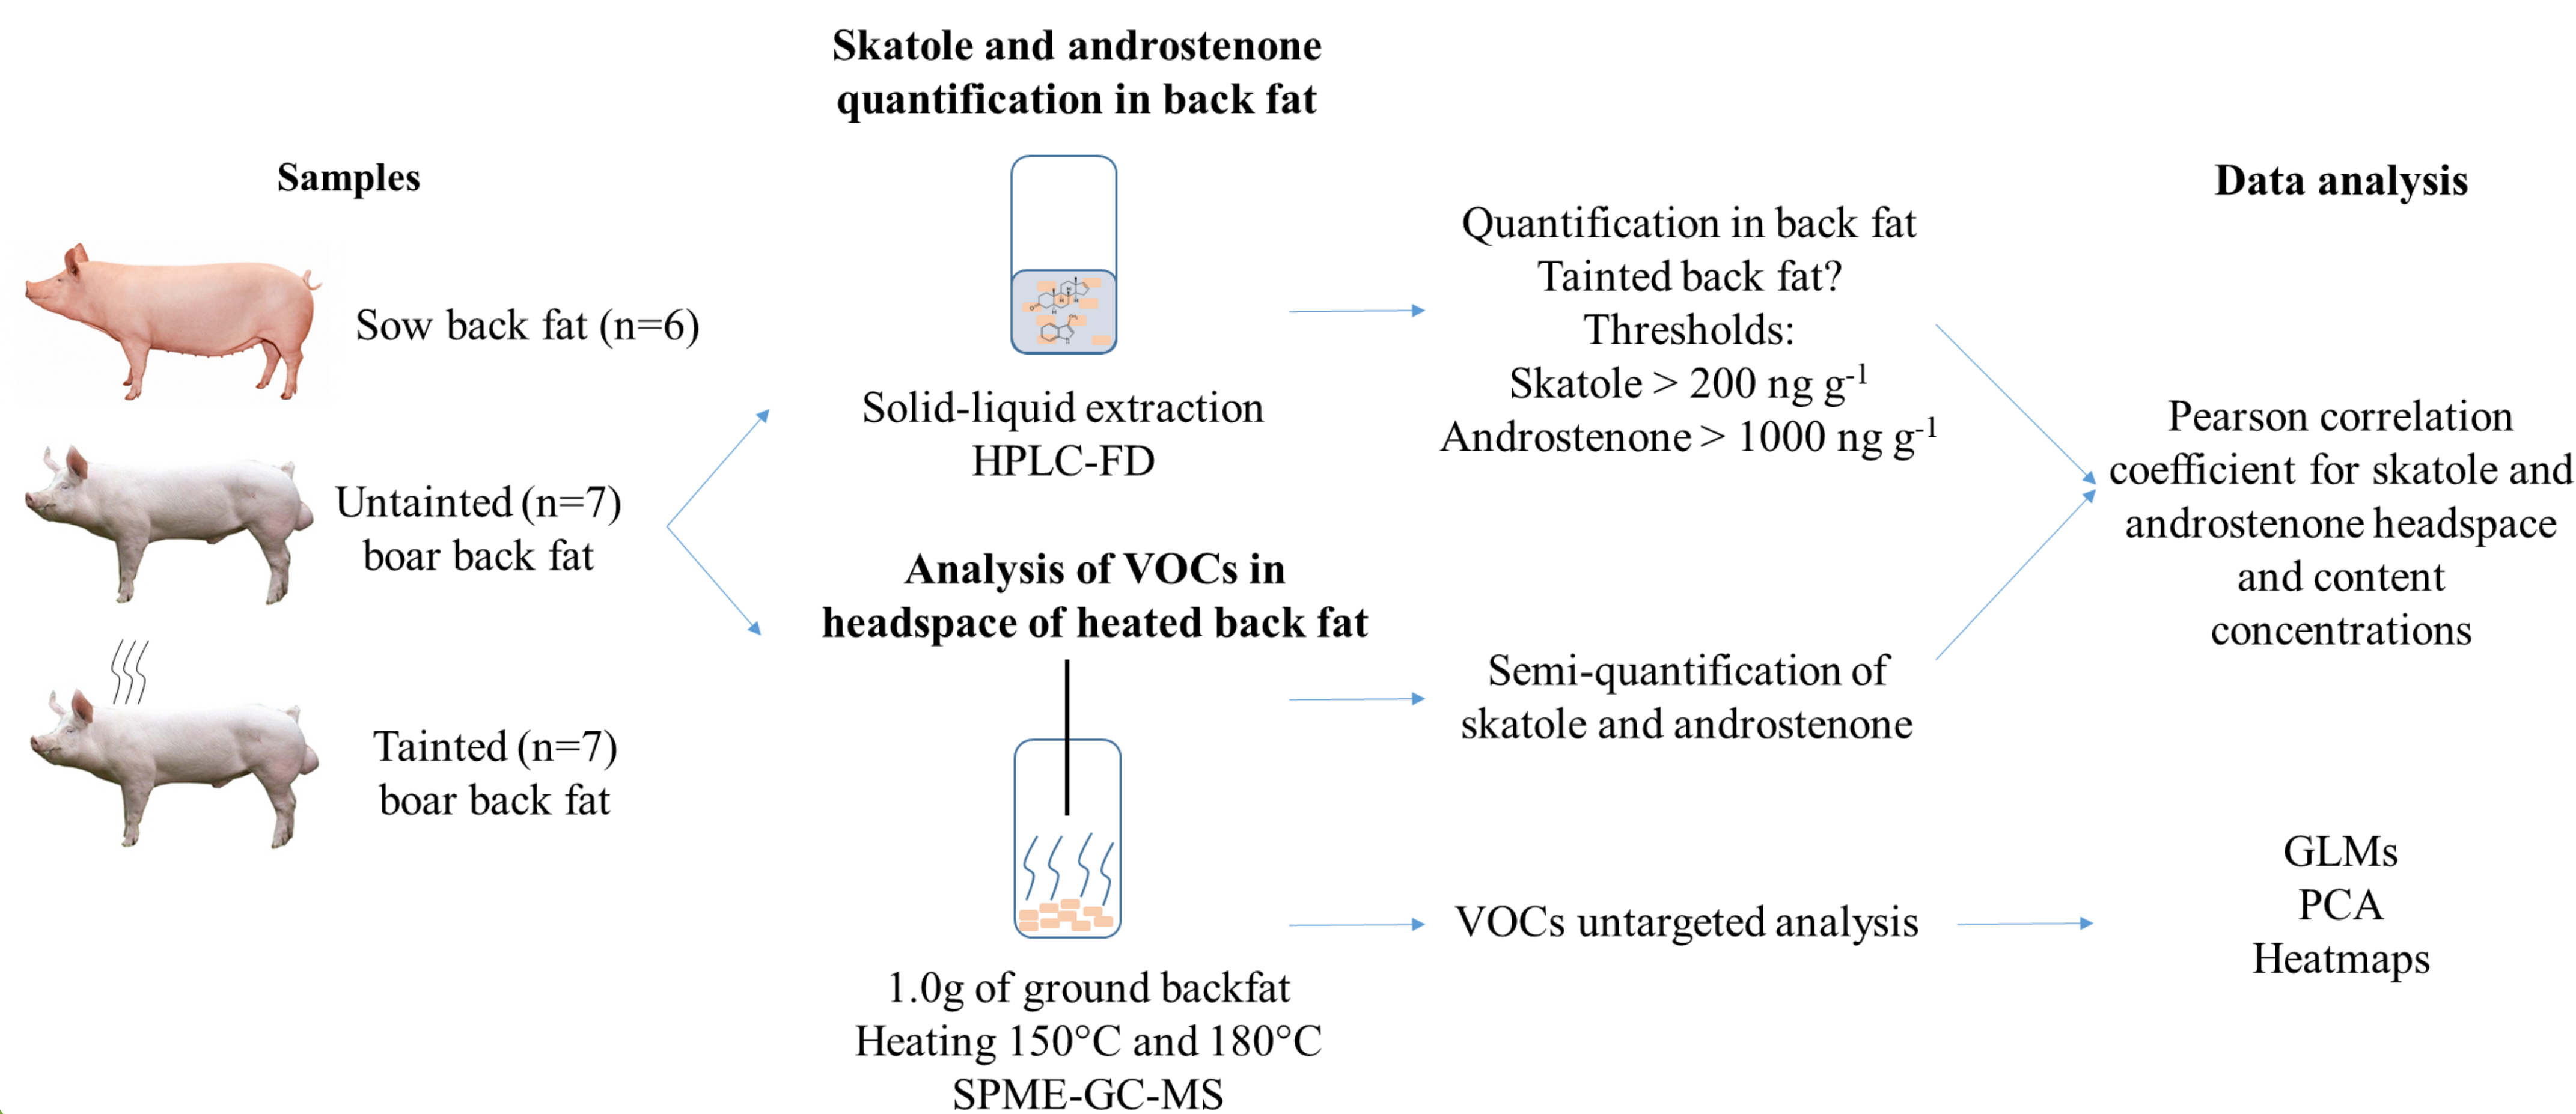 Samples
Sow back fat (n=6)
Untainted (n=7)
boar back fat
Tainted (n=7)
boar back fat
Skatole and androstenone
quantification in back fat
Solid-liquid extraction
HPLC-FD
Analysis of VOCs in
headspace of heated back fat
1.0g of ground backfat
Heating 150°C and 180°C
SPME-GC-MS
Quantification in back fat
Tainted back fat?
Thresholds:
Skatole > 200 ng g⁻¹
Androstenone > 1000 ng g⁻¹
Semi-quantification of
skatole and androstenone
VOCs untargeted analysis
Data analysis
Pearson correlation
coefficient for skatole and
androstenone headspace
and content
concentrations
GLMs
PCA
Heatmaps